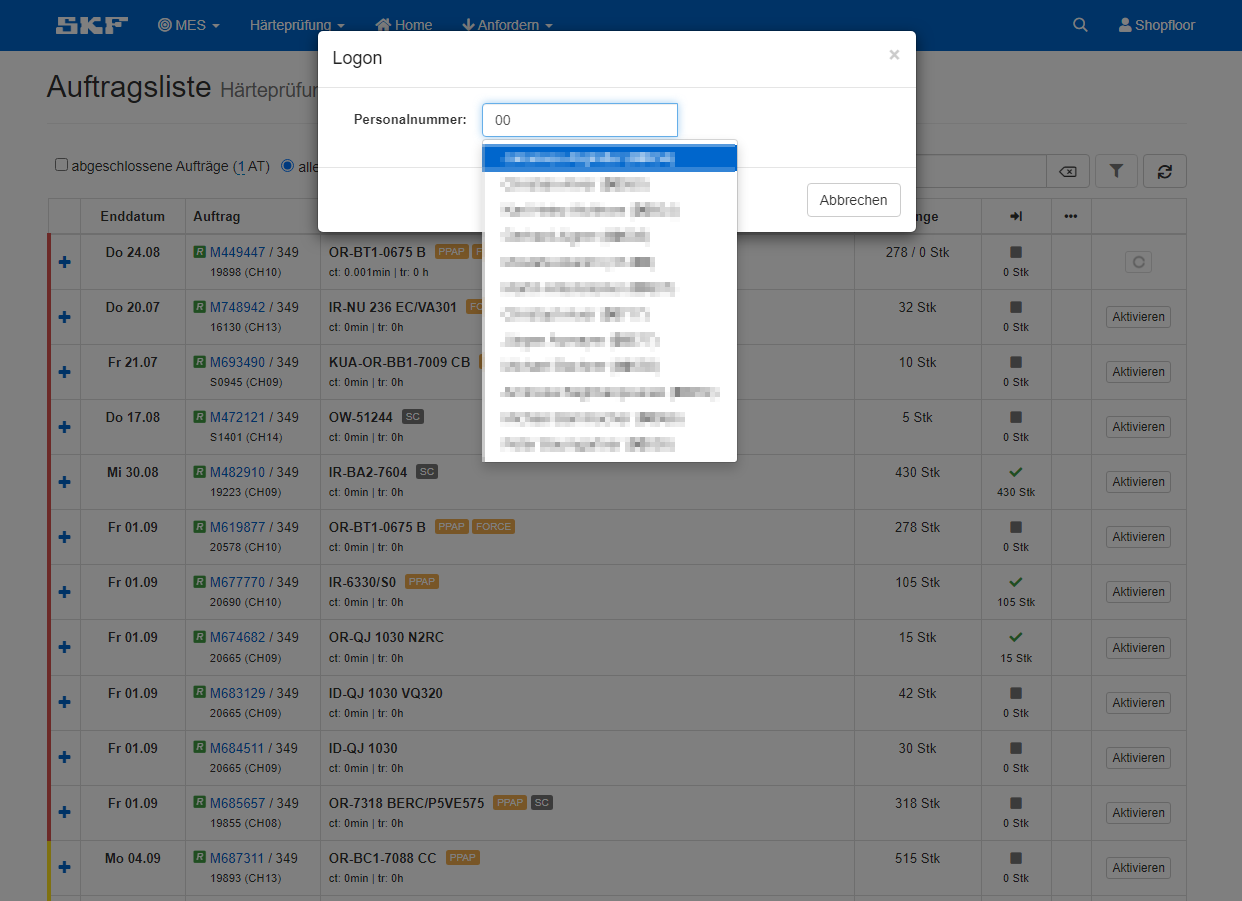 SKF MES Härteprüfung Home Anfordern Shopfloor
Logon ×
Auftragsliste Härteprüfun
Personalnummer: 00
abgeschlossene Aufträge (1 AT) alle
Abbrechen
Enddatum Auftrag nge
Do 24.08 R M449447 / 349 OR-BT1-0675 B PPAP F 278 / 0 Stk
19898 (CH10) ct: 0.001min | tr: 0 h 0 Stk
Do 20.07 R M748942 / 349 IR-NU 236 EC/VA301 FO 32 Stk
16130 (CH13) ct: 0min | tr: 0h 0 Stk Aktivieren
Fr 21.07 R M693490 / 349 KUA-OR-BB1-7009 CB 10 Stk
S0945 (CH09) ct: 0min | tr: 0h 0 Stk Aktivieren
Do 17.08 R M472121 / 349 OW-51244 SC 5 Stk
S1401 (CH14) ct: 0min | tr: 0h 0 Stk Aktivieren
Mi 30.08 R M482910 / 349 IR-BA2-7604 SC 430 Stk
19223 (CH09) ct: 0min | tr: 0h 430 Stk Aktivieren
Fr 01.09 R M619877 / 349 OR-BT1-0675 B PPAP FORCE 278 Stk
20578 (CH10) ct: 0min | tr: 0h 0 Stk Aktivieren
Fr 01.09 R M677770 / 349 IR-6330/S0 PPAP 105 Stk
20690 (CH10) ct: 0min | tr: 0h 105 Stk Aktivieren
Fr 01.09 R M674682 / 349 OR-QJ 1030 N2RC 15 Stk
20665 (CH09) ct: 0min | tr: 0h 15 Stk Aktivieren
Fr 01.09 R M683129 / 349 ID-QJ 1030 VQ320 42 Stk
20665 (CH09) ct: 0min | tr: 0h 0 Stk Aktivieren
Fr 01.09 R M684511 / 349 ID-QJ 1030 30 Stk
20665 (CH09) ct: 0min | tr: 0h 0 Stk Aktivieren
Fr 01.09 R M685657 / 349 OR-7318 BERC/P5VE575 PPAP SC 318 Stk
19855 (CH08) ct: 0min | tr: 0h 0 Stk Aktivieren
Mo 04.09 R M687311 / 349 OR-BC1-7088 CC PPAP 515 Stk
19893 (CH13) ct: 0min | tr: 0h 0 Stk Aktivieren